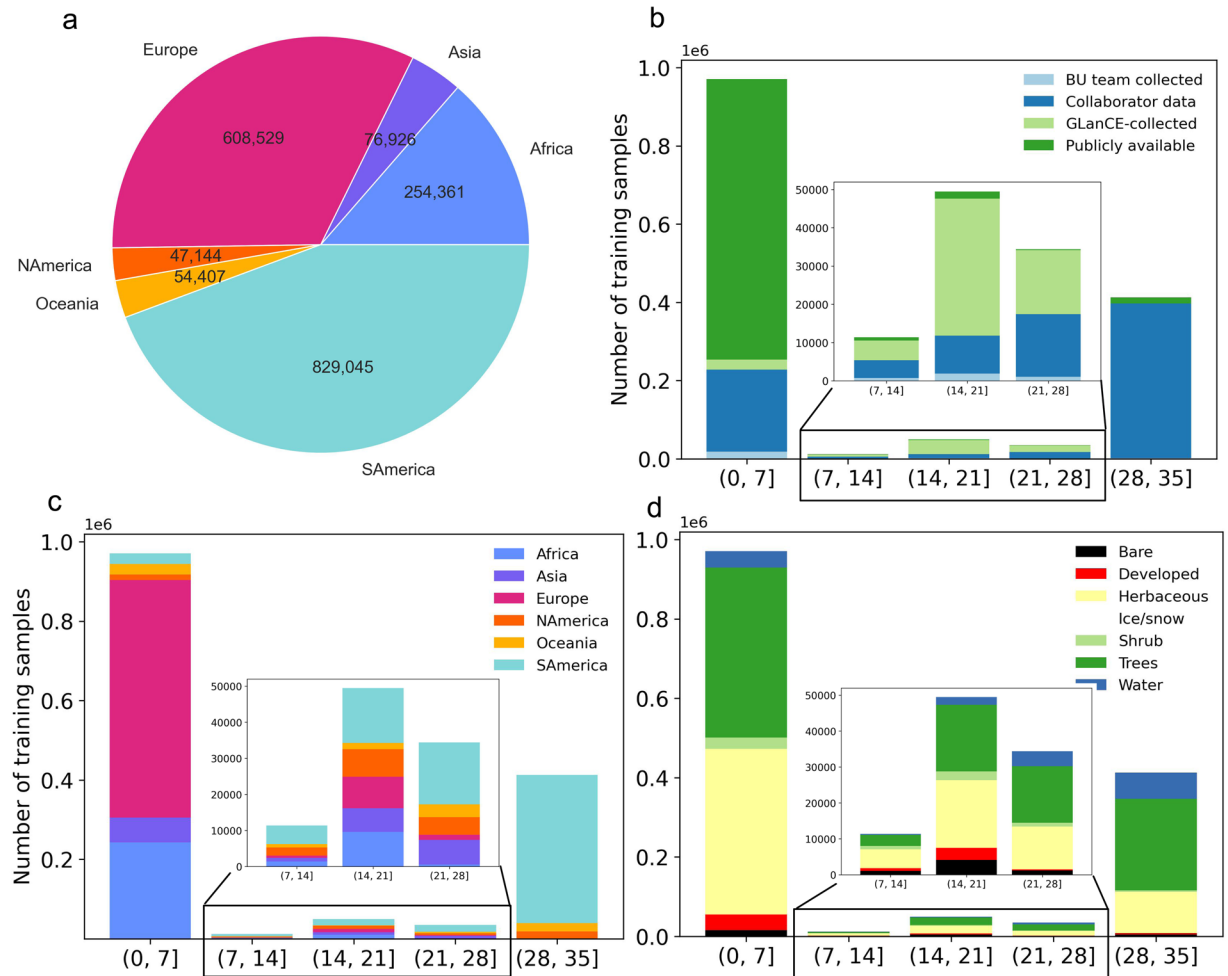 a
Europe
Asia
Africa
NAmerica
Oceania
SAmerica
608,529
76,926
254,361
47,144
54,407
829,045
b
1e6
Number of training samples
1.0
0.8
0.6
0.4
0.2
0.0
BU team collected
Collaborator data
GLanCE-collected
Publicly available
50000
40000
30000
20000
10000
0
(7, 14]
(14, 21]
(21, 28]
(0, 7]
(7, 14]
(14, 21]
(21, 28]
(28, 35]
c
1e6
Number of training samples
1.0
0.8
0.6
0.4
0.2
Africa
Asia
Europe
NAmerica
Oceania
SAmerica
50000
40000
30000
20000
10000
0
(7, 14]
(14, 21]
(21, 28]
(0, 7]
(7, 14]
(14, 21]
(21, 28]
(28, 35]
d
1e6
1.0
0.8
0.6
0.4
0.2
0.0
Bare
Developed
Herbaceous
Ice/snow
Shrub
Trees
Water
50000
40000
30000
20000
10000
0
(7, 14]
(14, 21]
(21, 28]
(0, 7]
(7, 14]
(14, 21]
(21, 28]
(28, 35]